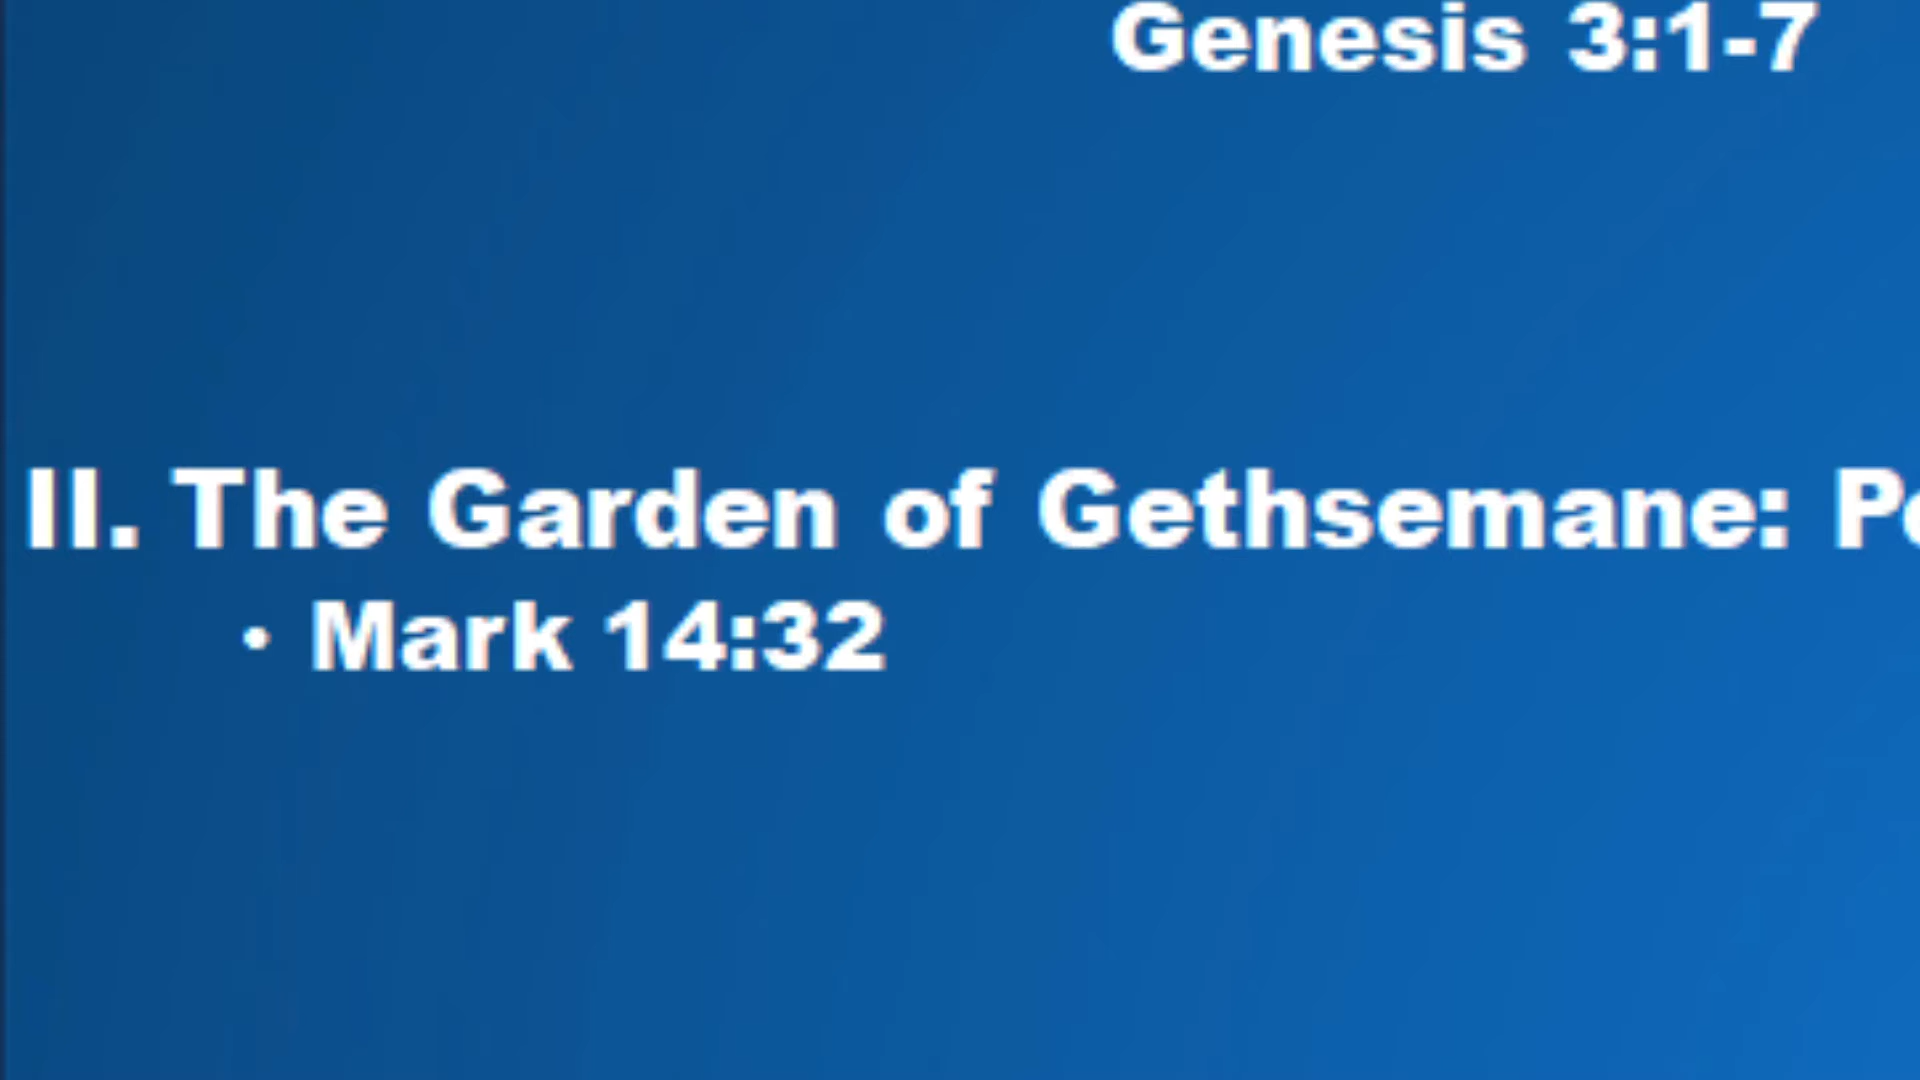 Genesis 3:1-7
II. The Garden of Gethsemane:
• Mark 14:32